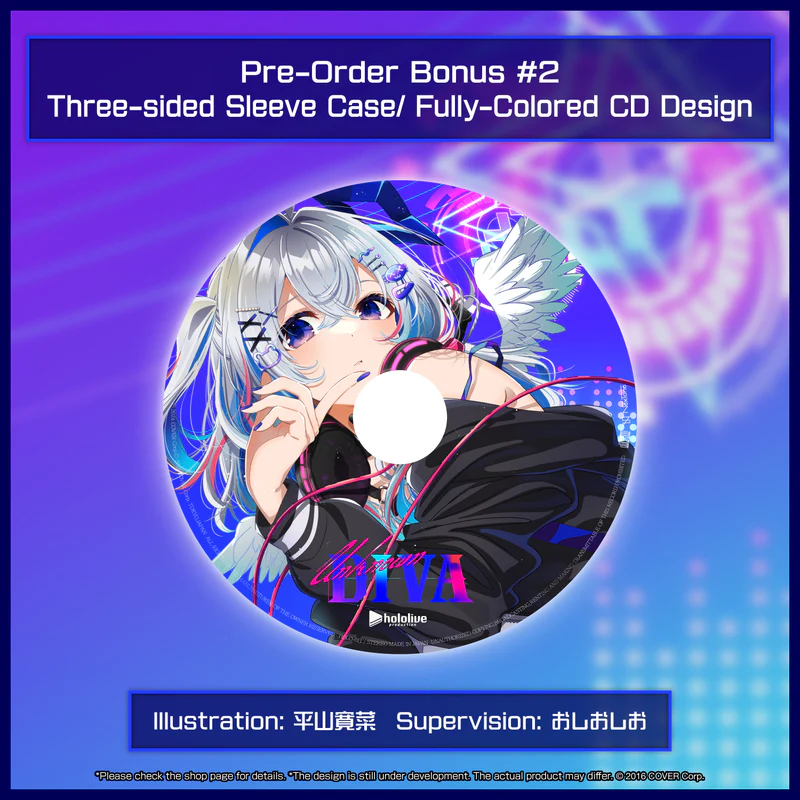 Pre-Order Bonus #2
Three-sided Sleeve Case/ Fully-Colored CD Design
Unknown
DIVA
hololive
production
Illustration: 平山寛菜 Supervision: おしおしお
*Please check the shop page for details. *The design is still under development. The actual product may differ. © 2016 COVER Corp.